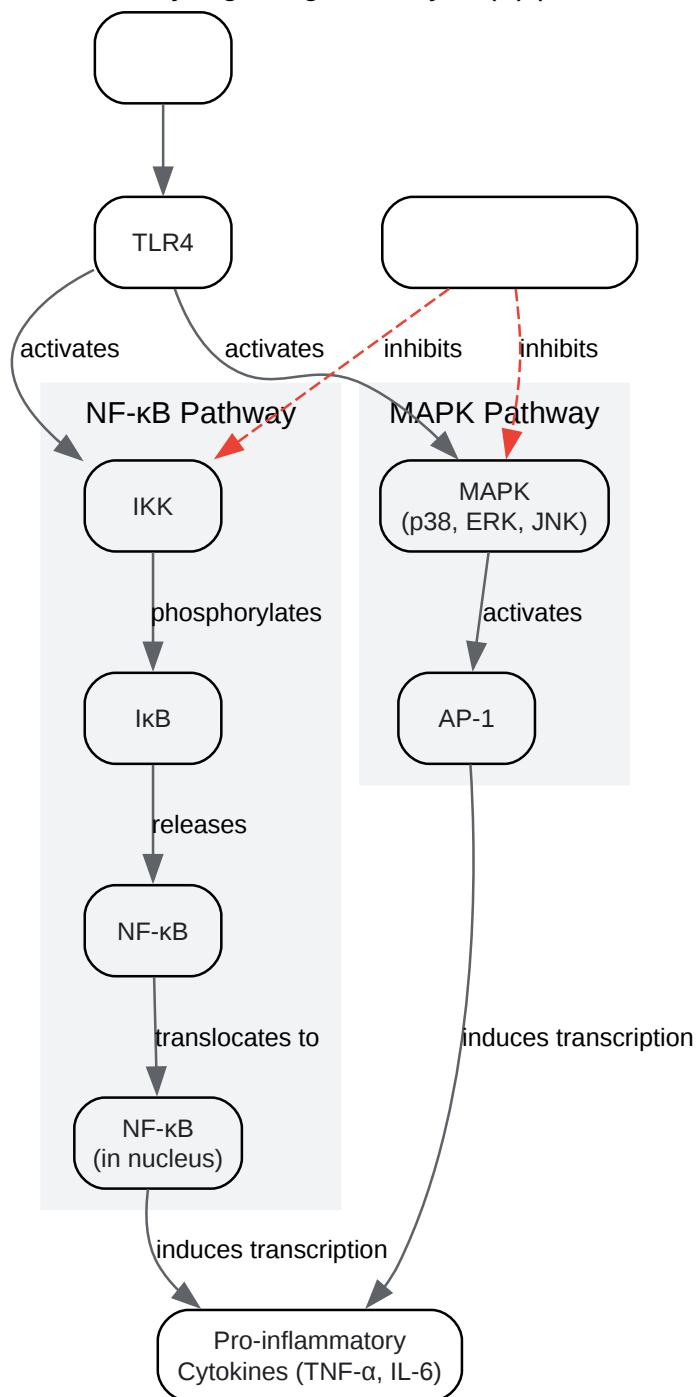 TLR4
activates
activates
inhibits
inhibits
NF-κB Pathway
MAPK Pathway
IKK
MAPK
(p38, ERK, JNK)
phosphorylates
activates
IκB
AP-1
releases
NF-κB
translocates to
induces transcription
NF-κB
(in nucleus)
induces transcription
Pro-inflammatory
Cytokines (TNF-α, IL-6)